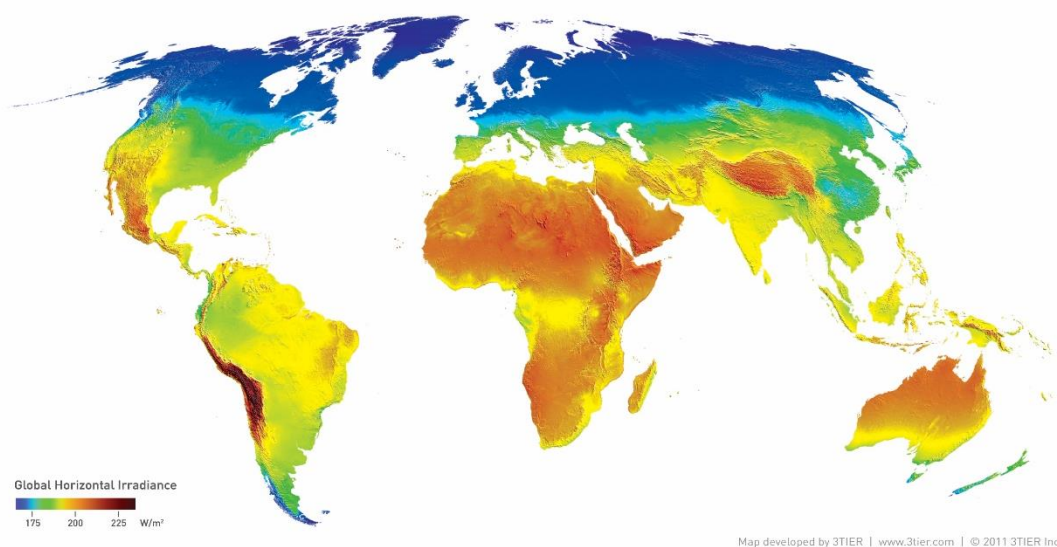 Global Horizontal Irradiance
175 200 225 W/m²
Map developed by 3TIER | www.3tier.com | © 2011 3TIER Inc